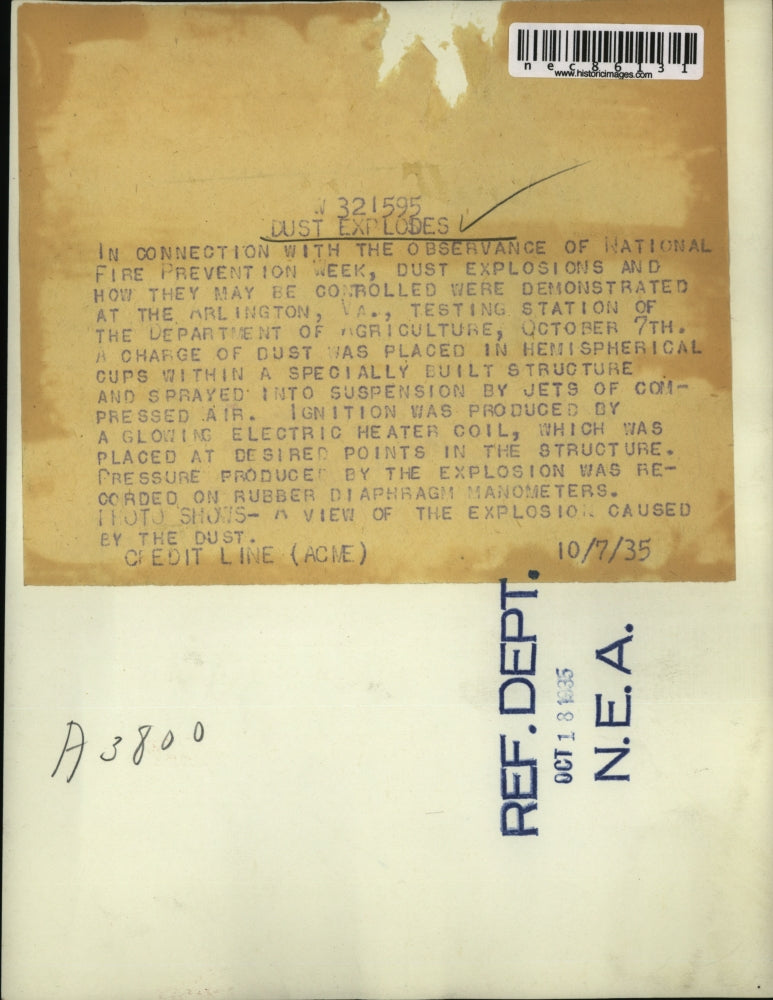 nec86131
www.historicimages.com
W 321595
DUST EXPLODES
IN CONNECTION WITH THE OBSERVANCE OF NATIONAL
FIRE PREVENTION WEEK, DUST EXPLOSIONS AND
HOW THEY MAY BE CONTROLLED WERE DEMONSTRATED
AT THE ARLINGTON, VA., TESTING STATION OF
THE DEPARTMENT OF AGRICULTURE, OCTOBER 7TH.
A CHARGE OF DUST WAS PLACED IN HEMISPHERICAL
CUPS WITHIN A SPECIALLY BUILT STRUCTURE
AND SPRAYED INTO SUSPENSION BY JETS OF COM-
PRESSED AIR. IGNITION WAS PRODUCED BY
A GLOWING ELECTRIC HEATER COIL, WHICH WAS
PLACED AT DESIRED POINTS IN THE STRUCTURE.
PRESSURE PRODUCED BY THE EXPLOSION WAS RE-
CORDED ON RUBBER DIAPHRAGM MANOMETERS.
PHOTO SHOWS- A VIEW OF THE EXPLOSION CAUSED
BY THE DUST.
CREDIT LINE (ACME) 10/7/35
REF. DEPT.
OCT 18 1935
N.E.A.
A3800